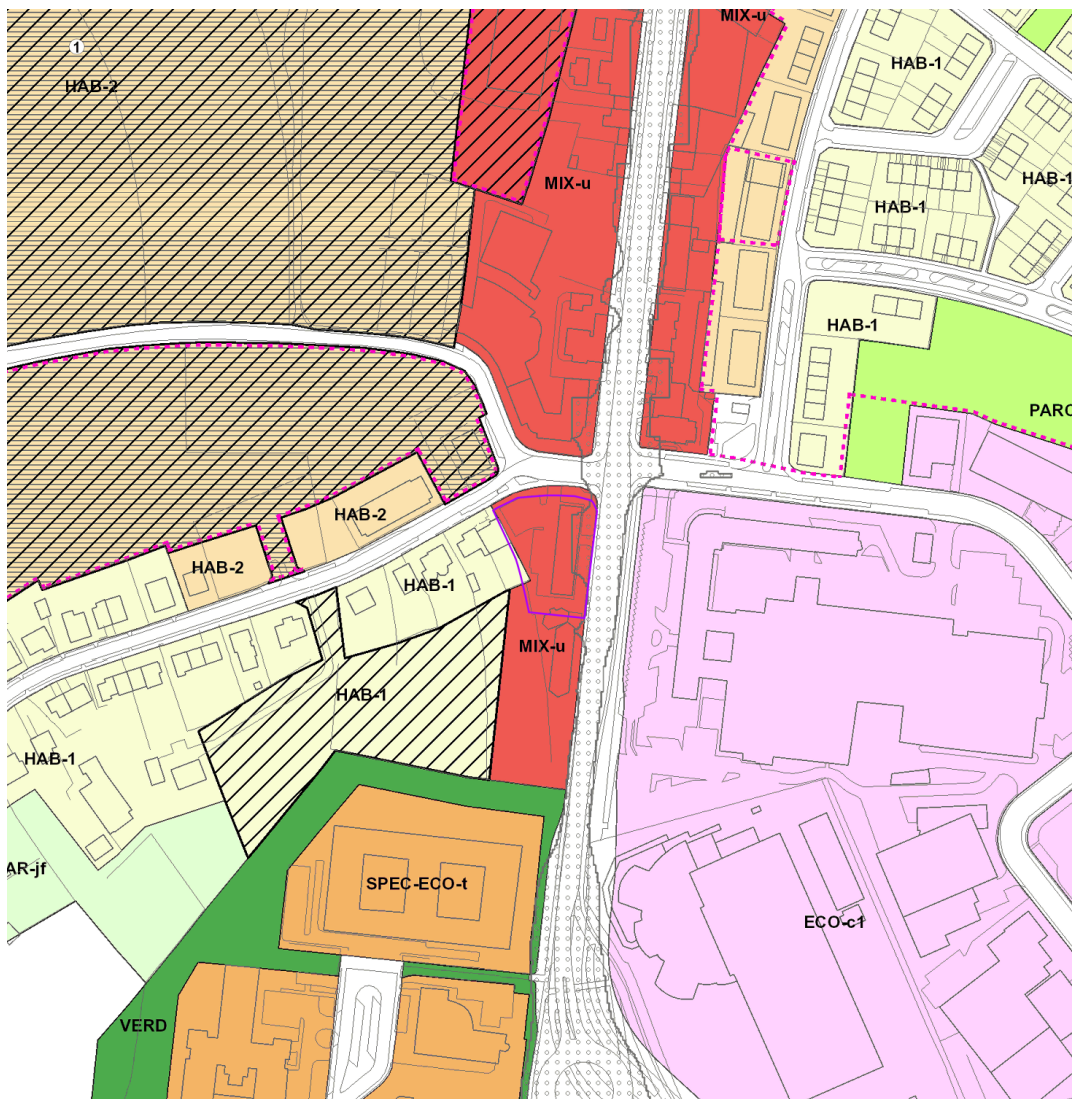 MIX-u
1
HAB-2
HAB-1
HAB-1
MIX-u
HAB-1
HAB-1
PARC
HAB-2
HAB-2
HAB-1
MIX-u
HAB-1
HAB-1
AR-jf
SPEC-ECO-t
ECO-c1
VERD